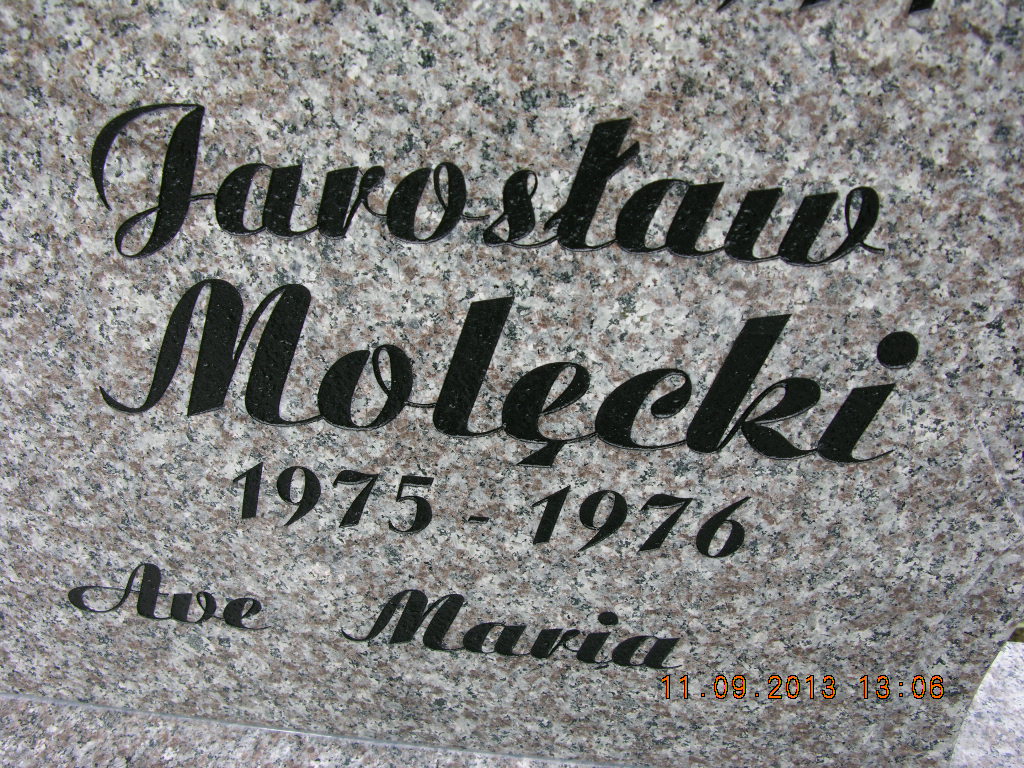 Jarosław
Molęcki
1975 - 1976
Ave Maria
11.09.2013 13:06